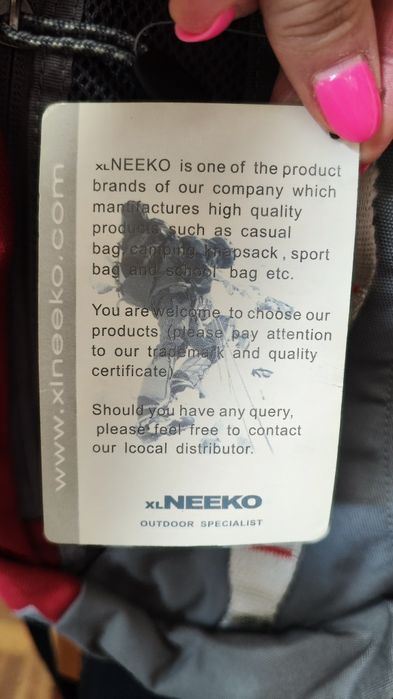 www.xlneeko.com
XLNEEKO is one of the product
brands of our company which
manufactures high quality
products such as casual
bag camping knapsack , sport
bag and school bag etc.
You are welcome to choose our
products (please pay attention
to our trademark and quality
certificate)
Should you have any query,
please feel free to contact
our lcocal distributor.
XLNEEKO
OUTDOOR SPECIALIST